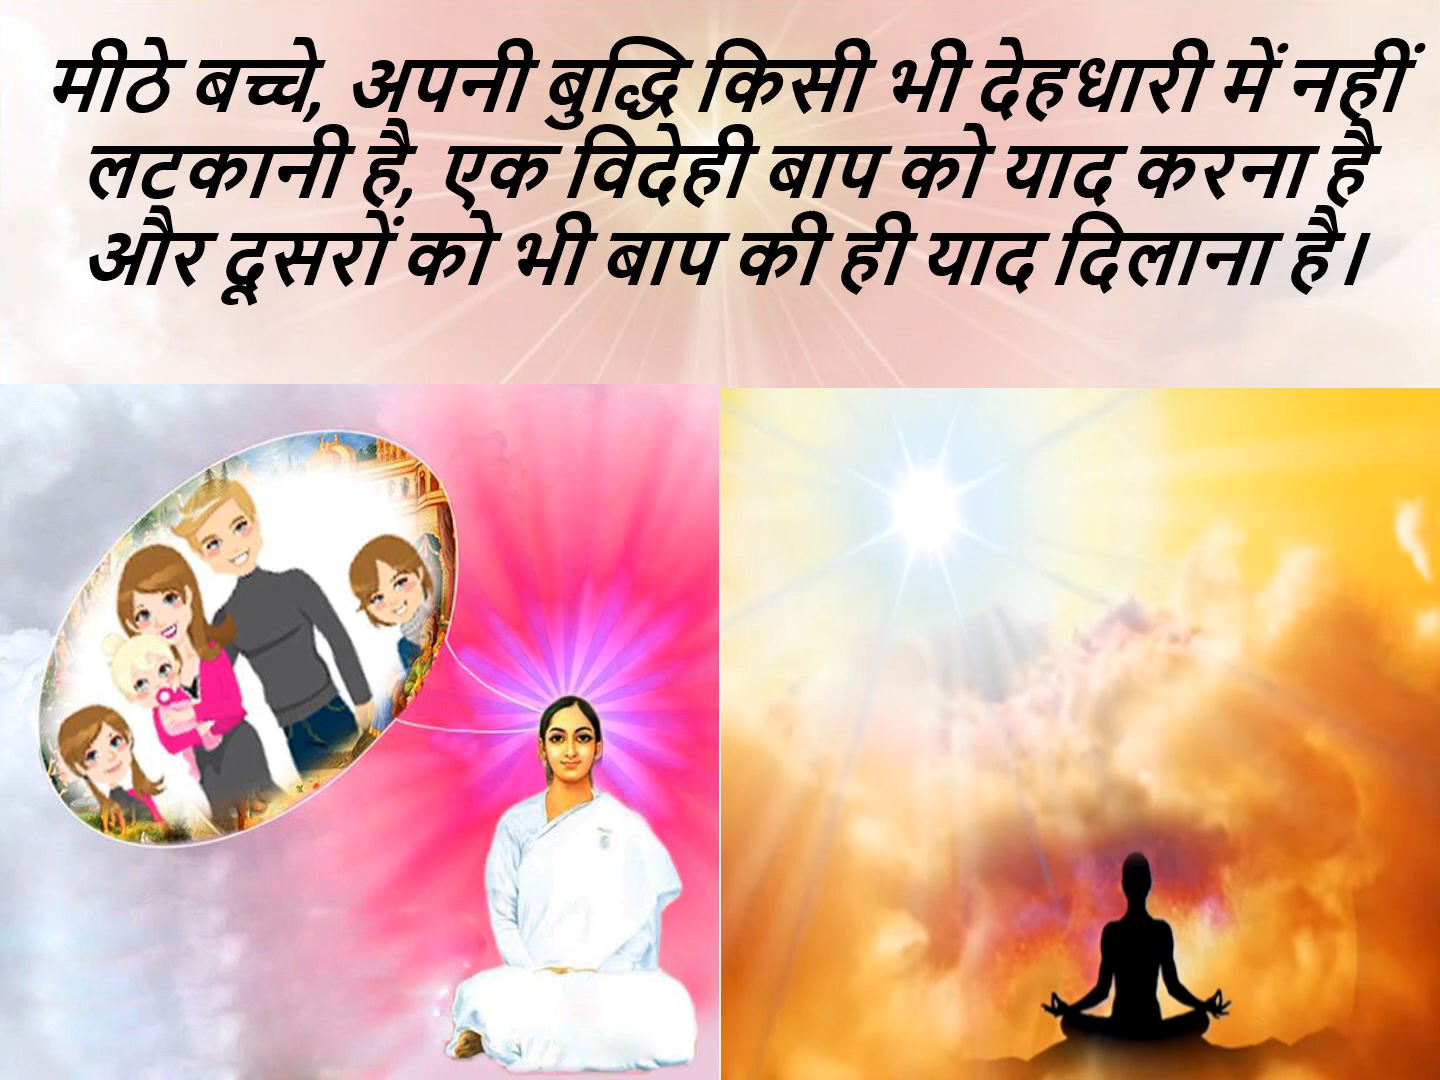 मीठे बच्चे, अपनी बुद्धि किसी भी देहधारी में नहीं
लटकानी है, एक विदेही बाप को याद करना है
और दूसरों को भी बाप की ही याद दिलाना है।